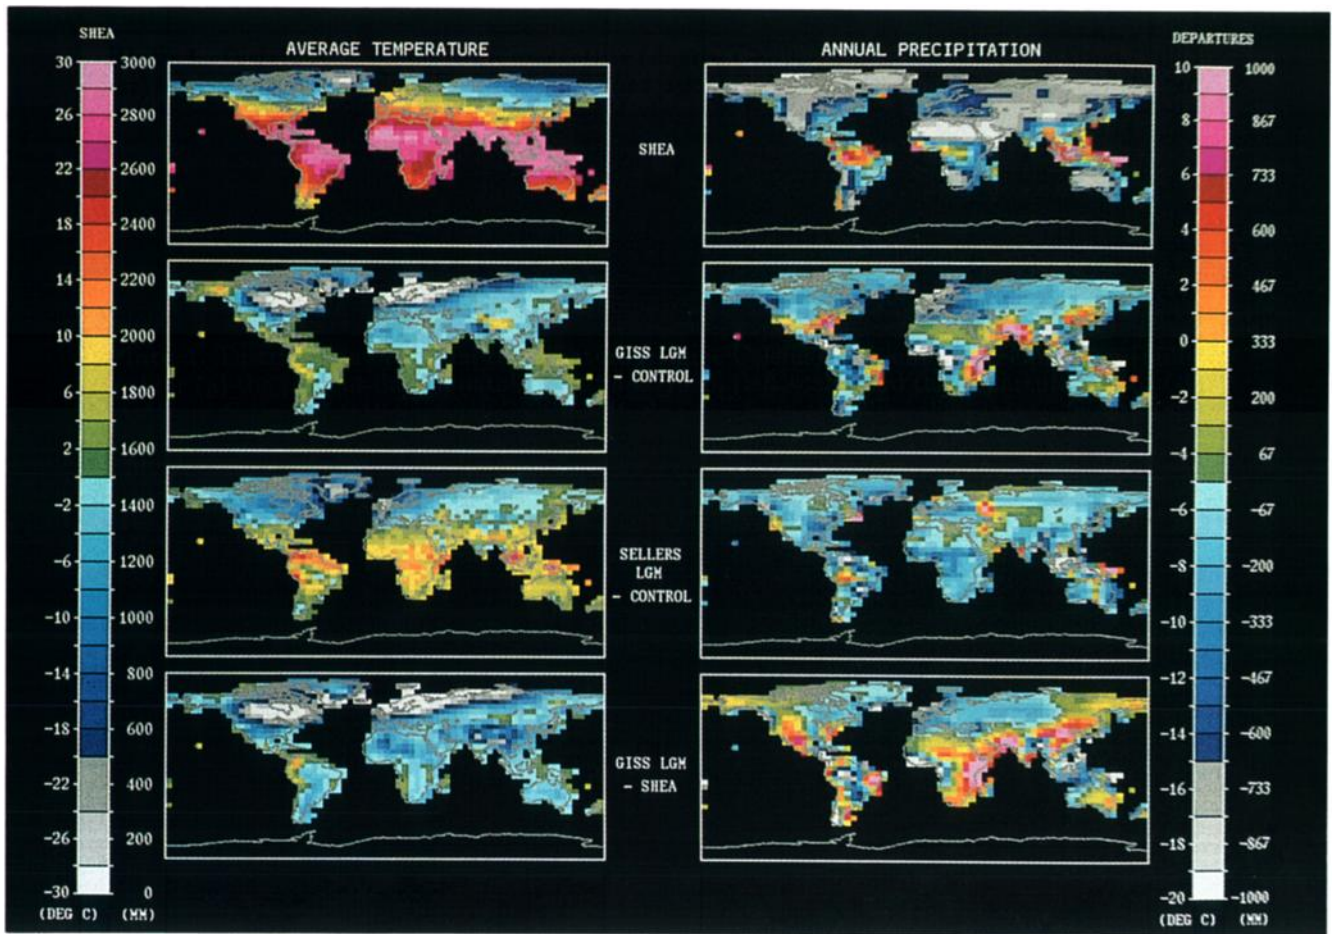 SHEA
AVERAGE TEMPERATURE
ANNUAL PRECIPITATION
DEPARTURES
30 3000
26 2800
22 2600
18 2400
14 2200
10 2000
6 1800
2 1600
-2 1400
-6 1200
-10 1000
-14 800
-18 600
-22 400
-26 200
-30 0
(DEG C) (MM)
SHEA
GISS LGM
- CONTROL
SELLERS
LGM
- CONTROL
GISS LGM
- SHEA
10 1000
8 867
6 733
4 600
2 467
0 333
-2 200
-4 67
-6 -67
-8 -200
-10 -333
-12 -467
-14 -600
-16 -733
-18 -867
-20 -1000
(DEG C) (MM)